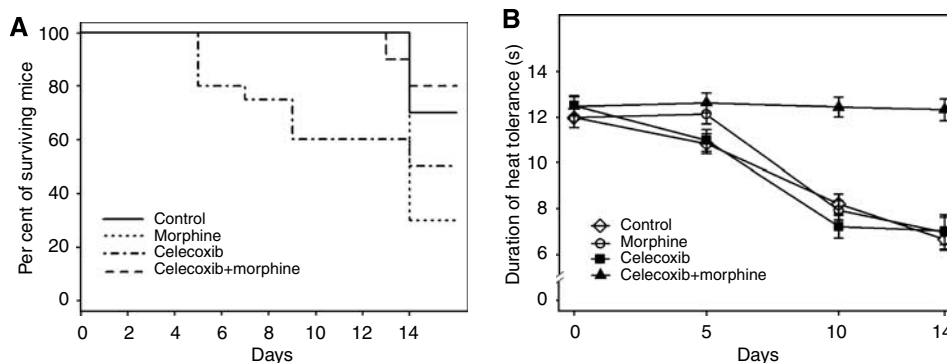 A
Per cent of surviving mice
100
80
60
40
20
0
Control
Morphine
Celecoxib
Celecoxib+morphine
0 2 4 6 8 10 12 14
Days
B
Duration of heat tolerance (s)
14
12
10
8
6
0
Control
Morphine
Celecoxib
Celecoxib+morphine
0 5 10 14
Days